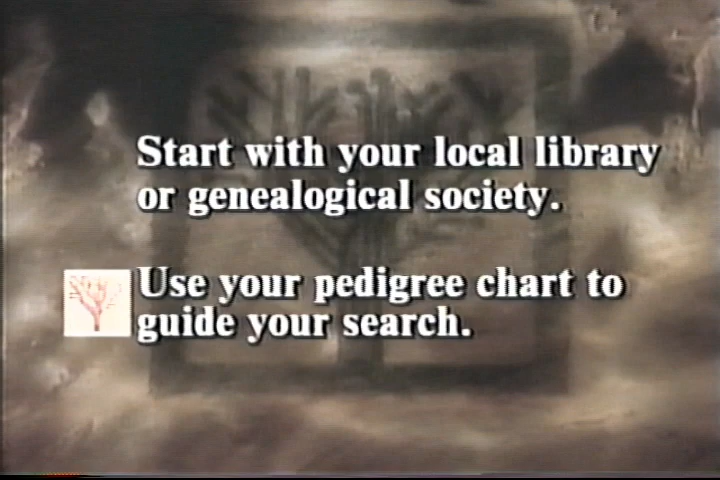 Start with your local library
or genealogical society.
Use your pedigree chart to
guide your search.